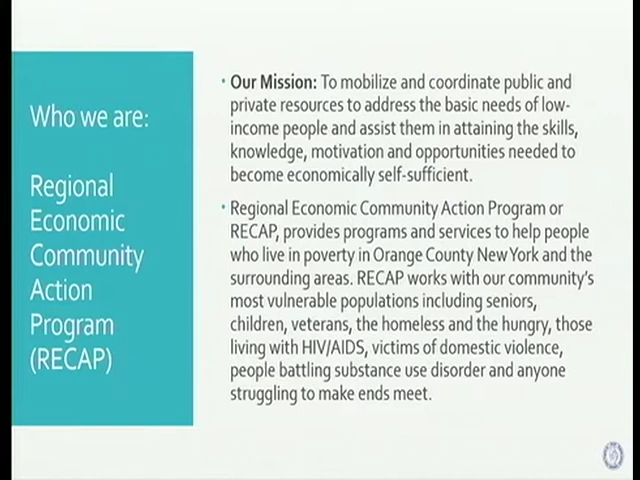 Who we are:
Regional
Economic
Community
Action
Program
(RECAP)
• Our Mission: To mobilize and coordinate public and
private resources to address the basic needs of low-
income people and assist them in attaining the skills,
knowledge, motivation and opportunities needed to
become economically self-sufficient.
• Regional Economic Community Action Program or
RECAP, provides programs and services to help people
who live in poverty in Orange County New York and the
surrounding areas. RECAP works with our community's
most vulnerable populations including seniors,
children, veterans, the homeless and the hungry, those
living with HIV/AIDS, victims of domestic violence,
people battling substance use disorder and anyone
struggling to make ends meet.